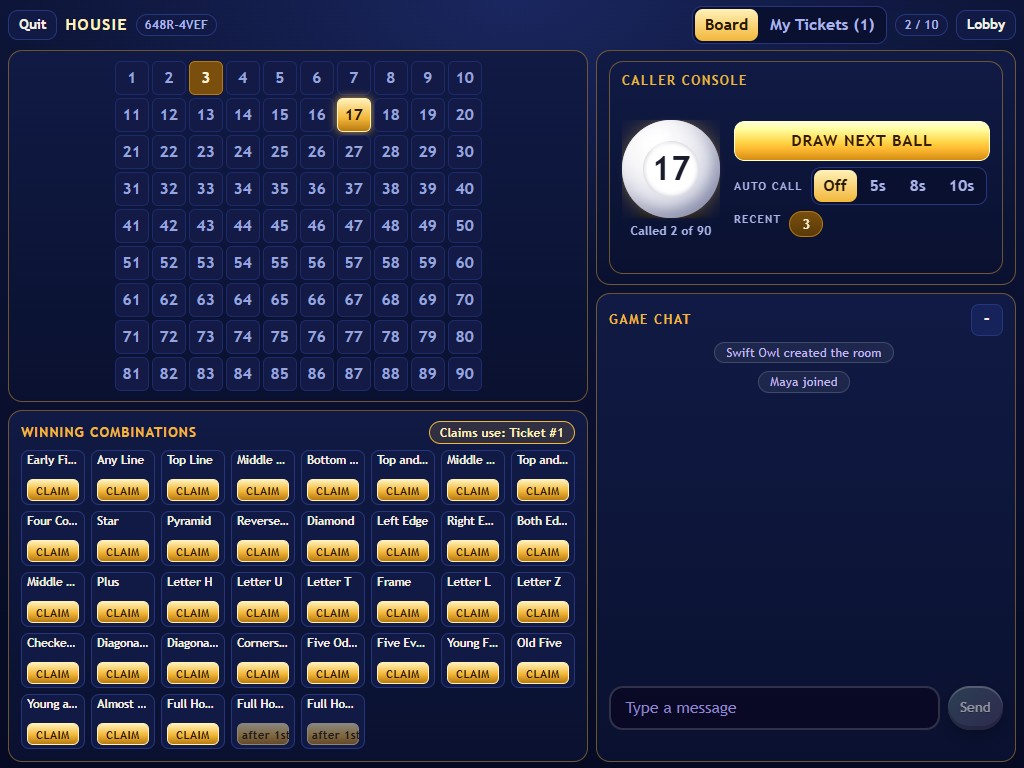 Quit HOUSIE 648R-4VEF Board My Tickets (1) 2 / 10 Lobby
1 2 3 4 5 6 7 8 9 10
11 12 13 14 15 16 17 18 19 20
21 22 23 24 25 26 27 28 29 30
31 32 33 34 35 36 37 38 39 40
41 42 43 44 45 46 47 48 49 50
51 52 53 54 55 56 57 58 59 60
61 62 63 64 65 66 67 68 69 70
71 72 73 74 75 76 77 78 79 80
81 82 83 84 85 86 87 88 89 90
WINNING COMBINATIONS Claims use: Ticket #1
Early Fi... Any Line Top Line Middle ... Bottom ... Top and... Middle ... Top and...
CLAIM CLAIM CLAIM CLAIM CLAIM CLAIM CLAIM CLAIM
Four Co... Star Pyramid Reverse... Diamond Left Edge Right E... Both Ed...
CLAIM CLAIM CLAIM CLAIM CLAIM CLAIM CLAIM CLAIM
Middle ... Plus Letter H Letter U Letter T Frame Letter L Letter Z
CLAIM CLAIM CLAIM CLAIM CLAIM CLAIM CLAIM CLAIM
Checke... Diagona... Diagona... Corners... Five Od... Five Ev... Young F... Old Five
CLAIM CLAIM CLAIM CLAIM CLAIM CLAIM CLAIM CLAIM
Young a... Almost ... Full Ho... Full Ho... Full Ho...
CLAIM CLAIM CLAIM after 1st after 1st
CALLER CONSOLE
17
Called 2 of 90
DRAW NEXT BALL
AUTO CALL Off 5s 8s 10s
RECENT 3
GAME CHAT -
Swift Owl created the room
Maya joined
Type a message Send